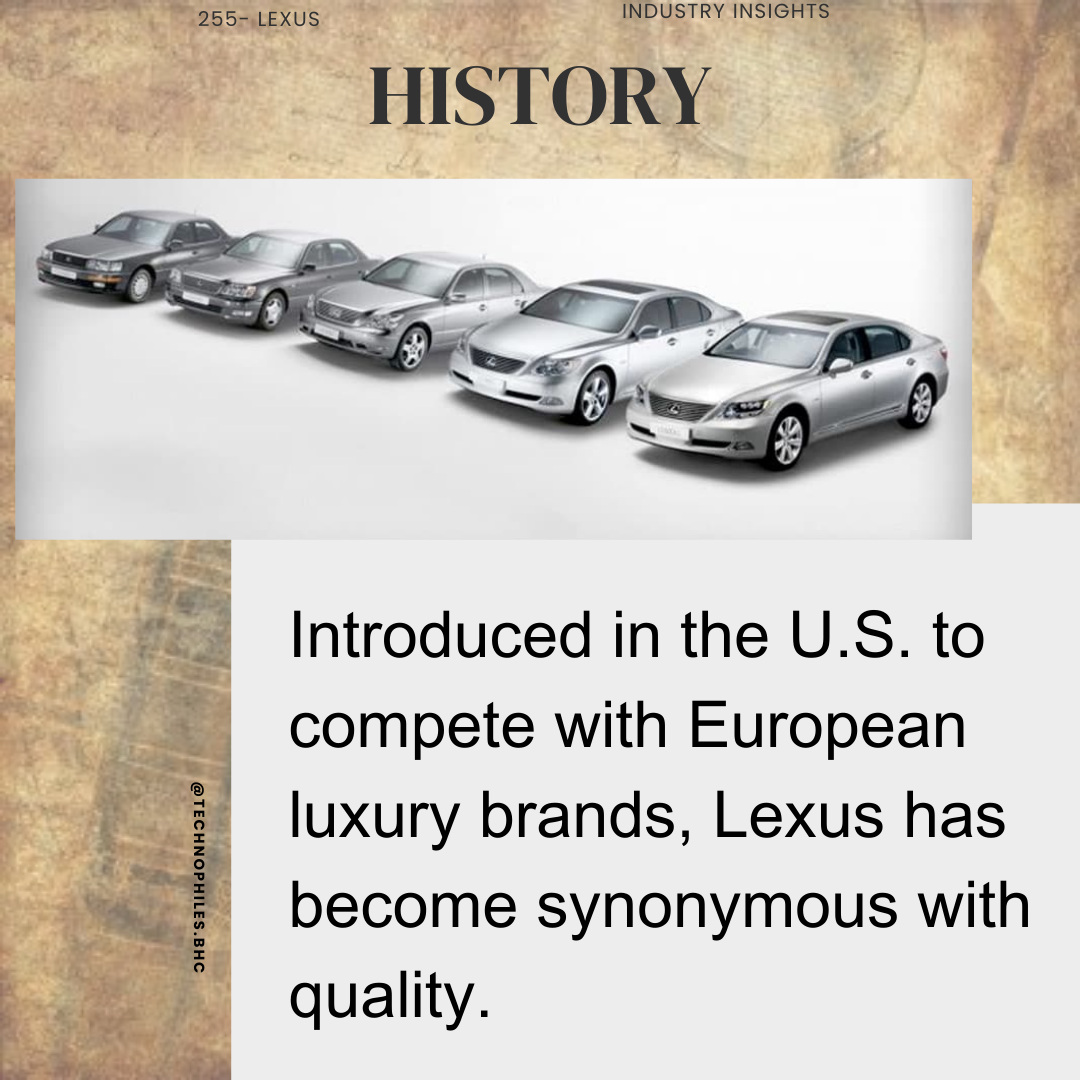 255- LEXUS
INDUSTRY INSIGHTS
HISTORY
Introduced in the U.S. to
compete with European
luxury brands, Lexus has
become synonymous with
quality.
@TECHNOPHILES.BHC